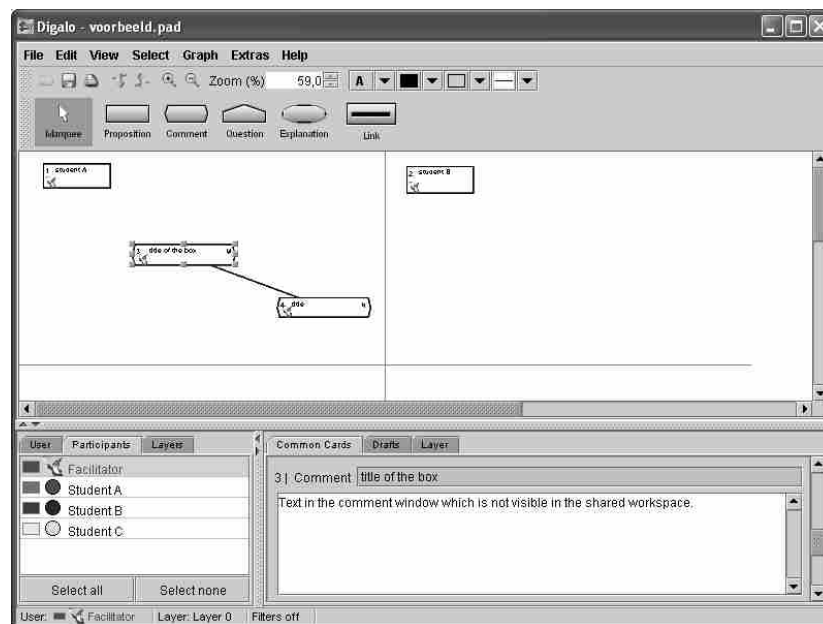 Digalo - voorbeeld.pad
File Edit View Select Graph Extras Help
Zoom (%) 59,0 A
Marquee Proposition Comment Question Explanation Link
1 student A
2 student B
3 title of the box
4 title
User Participants Layers
Facilitator
Student A
Student B
Student C
Select all Select none
Common Cards Drafts Layer
3| Comment title of the box
Text in the comment window which is not visible in the shared workspace.
User: Facilitator Layer: Layer 0 Filters off